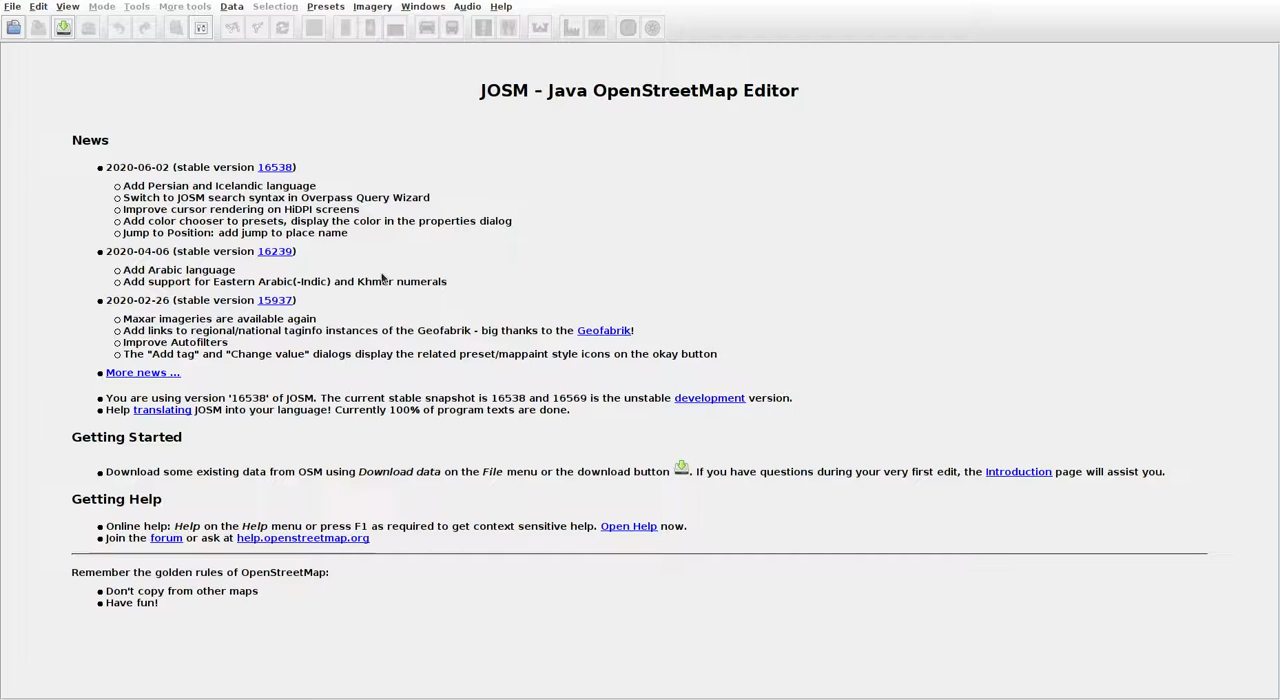 File Edit View Mode Tools More tools Data Selection Presets Imagery Windows Audio Help
JOSM – Java OpenStreetMap Editor
News
2020-06-02 (stable version 16538)
Add Persian and Icelandic language
Switch to JOSM search syntax in Overpass Query Wizard
Improve cursor rendering on HiDPI screens
Add color chooser to presets, display the color in the properties dialog
Jump to Position: add jump to place name
2020-04-06 (stable version 16239)
Add Arabic language
Add support for Eastern Arabic(-Indic) and Khmer numerals
2020-02-26 (stable version 15937)
Maxar imageries are available again
Add links to regional/national taginfo instances of the Geofabrik - big thanks to the Geofabrik!
Improve Autofilters
The "Add tag" and "Change value" dialogs display the related preset/mappaint style icons on the okay button
More news ...
You are using version '16538' of JOSM. The current stable snapshot is 16538 and 16569 is the unstable development version.
Help translating JOSM into your language! Currently 100% of program texts are done.
Getting Started
Download some existing data from OSM using Download data on the File menu or the download button . If you have questions during your very first edit, the Introduction page will assist you.
Getting Help
Online help: Help on the Help menu or press F1 as required to get context sensitive help. Open Help now.
Join the forum or ask at help.openstreetmap.org
Remember the golden rules of OpenStreetMap:
Don't copy from other maps
Have fun!